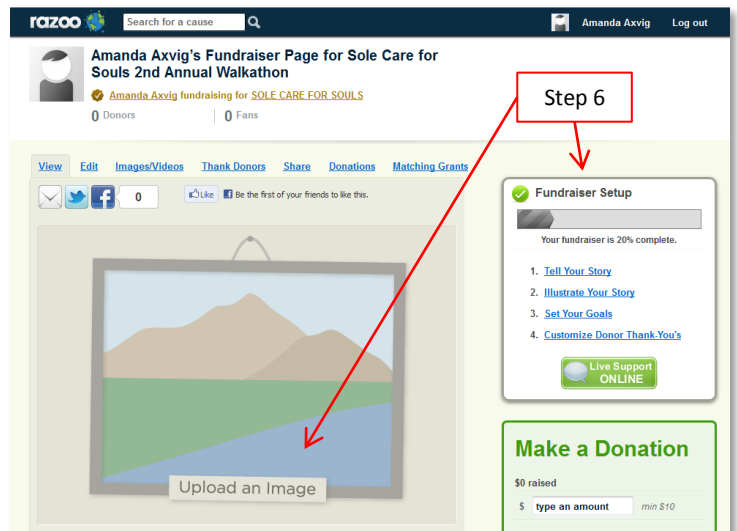 razoo
Search for a cause
Amanda Axvig Log out
Amanda Axvig's Fundraiser Page for Sole Care for
Souls 2nd Annual Walkathon
Amanda Axvig fundraising for SOLE CARE FOR SOULS
0 Donors 0 Fans
Step 6
View Edit Images/Videos Thank Donors Share Donations Matching Grants
f 0 Like f Be the first of your friends to like this.
Upload an Image
Fundraiser Setup
Your fundraiser is 20% complete.
1. Tell Your Story
2. Illustrate Your Story
3. Set Your Goals
4. Customize Donor Thank-You's
Live Support
ONLINE
Make a Donation
$0 raised
$ type an amount min $10